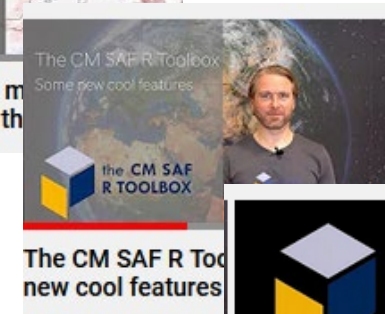 m
th
The CM SAF R Toolbox
Some new cool features
the CM SAF
R TOOLBOX
The CM SAF R Too
new cool features